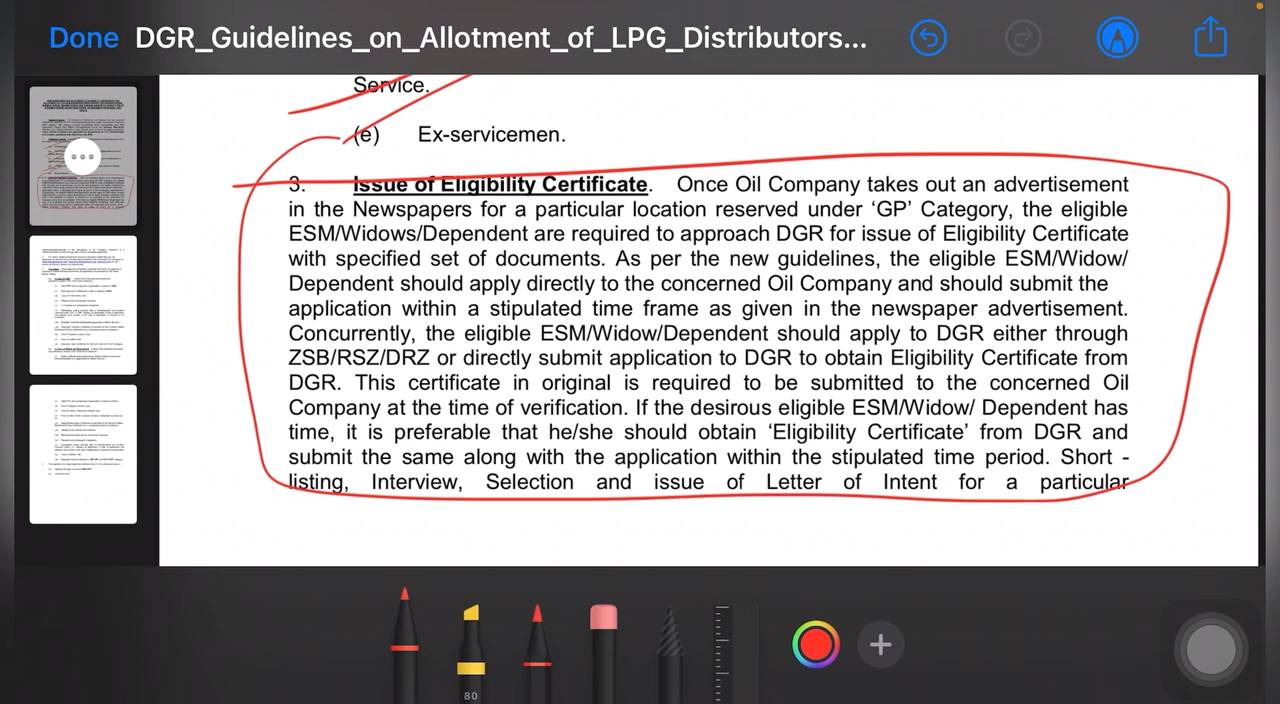 Done DGR_Guidelines_on_Allotment_of_LPG_Distributors...
Service.
(e) Ex-servicemen.
3. Issue of Eligibility Certificate. Once Oil Company takes out an advertisement
in the Newspapers for a particular location reserved under ‘GP’ Category, the eligible
ESM/Widows/Dependent are required to approach DGR for issue of Eligibility Certificate
with specified set of documents. As per the new guidelines, the eligible ESM/Widow/
Dependent should apply directly to the concerned Oil Company and should submit the
application within a stipulated time frame as given in the newspaper advertisement.
Concurrently, the eligible ESM/Widow/Dependent should apply to DGR either through
ZSB/RSZ/DRZ or directly submit application to DGR to obtain Eligibility Certificate from
DGR. This certificate in original is required to be submitted to the concerned Oil
Company at the time of verification. If the desirous eligible ESM/Widow/ Dependent has
time, it is preferable that he/she should obtain ‘Eligibility Certificate’ from DGR and
submit the same along with the application within the stipulated time period. Short -
listing, Interview, Selection and issue of Letter of Intent for a particular
80